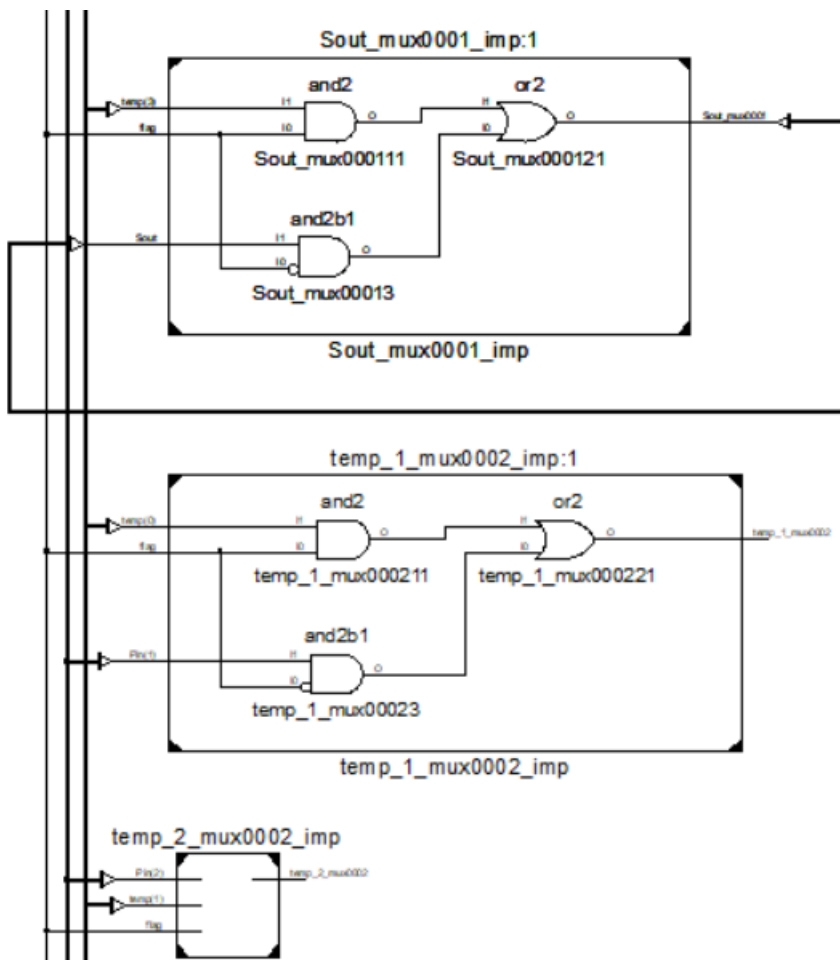 Sout_mux0001_imp:1
and2 or2
temp(3) I1 O I1 O Sout_mux0001
flag I0 I0
Sout_mux000111 Sout_mux000121
and2b1
Sout I1 O
I0
Sout_mux00013
Sout_mux0001_imp
temp_1_mux0002_imp:1
and2 or2
temp(0) I1 O I1 O temp_1_mux0002
flag I0 I0
temp_1_mux000211 temp_1_mux000221
and2b1
Pin(1) I1 O
I0
temp_1_mux00023
temp_1_mux0002_imp
temp_2_mux0002_imp
Pin(2) temp_2_mux0002
temp(1)
flag